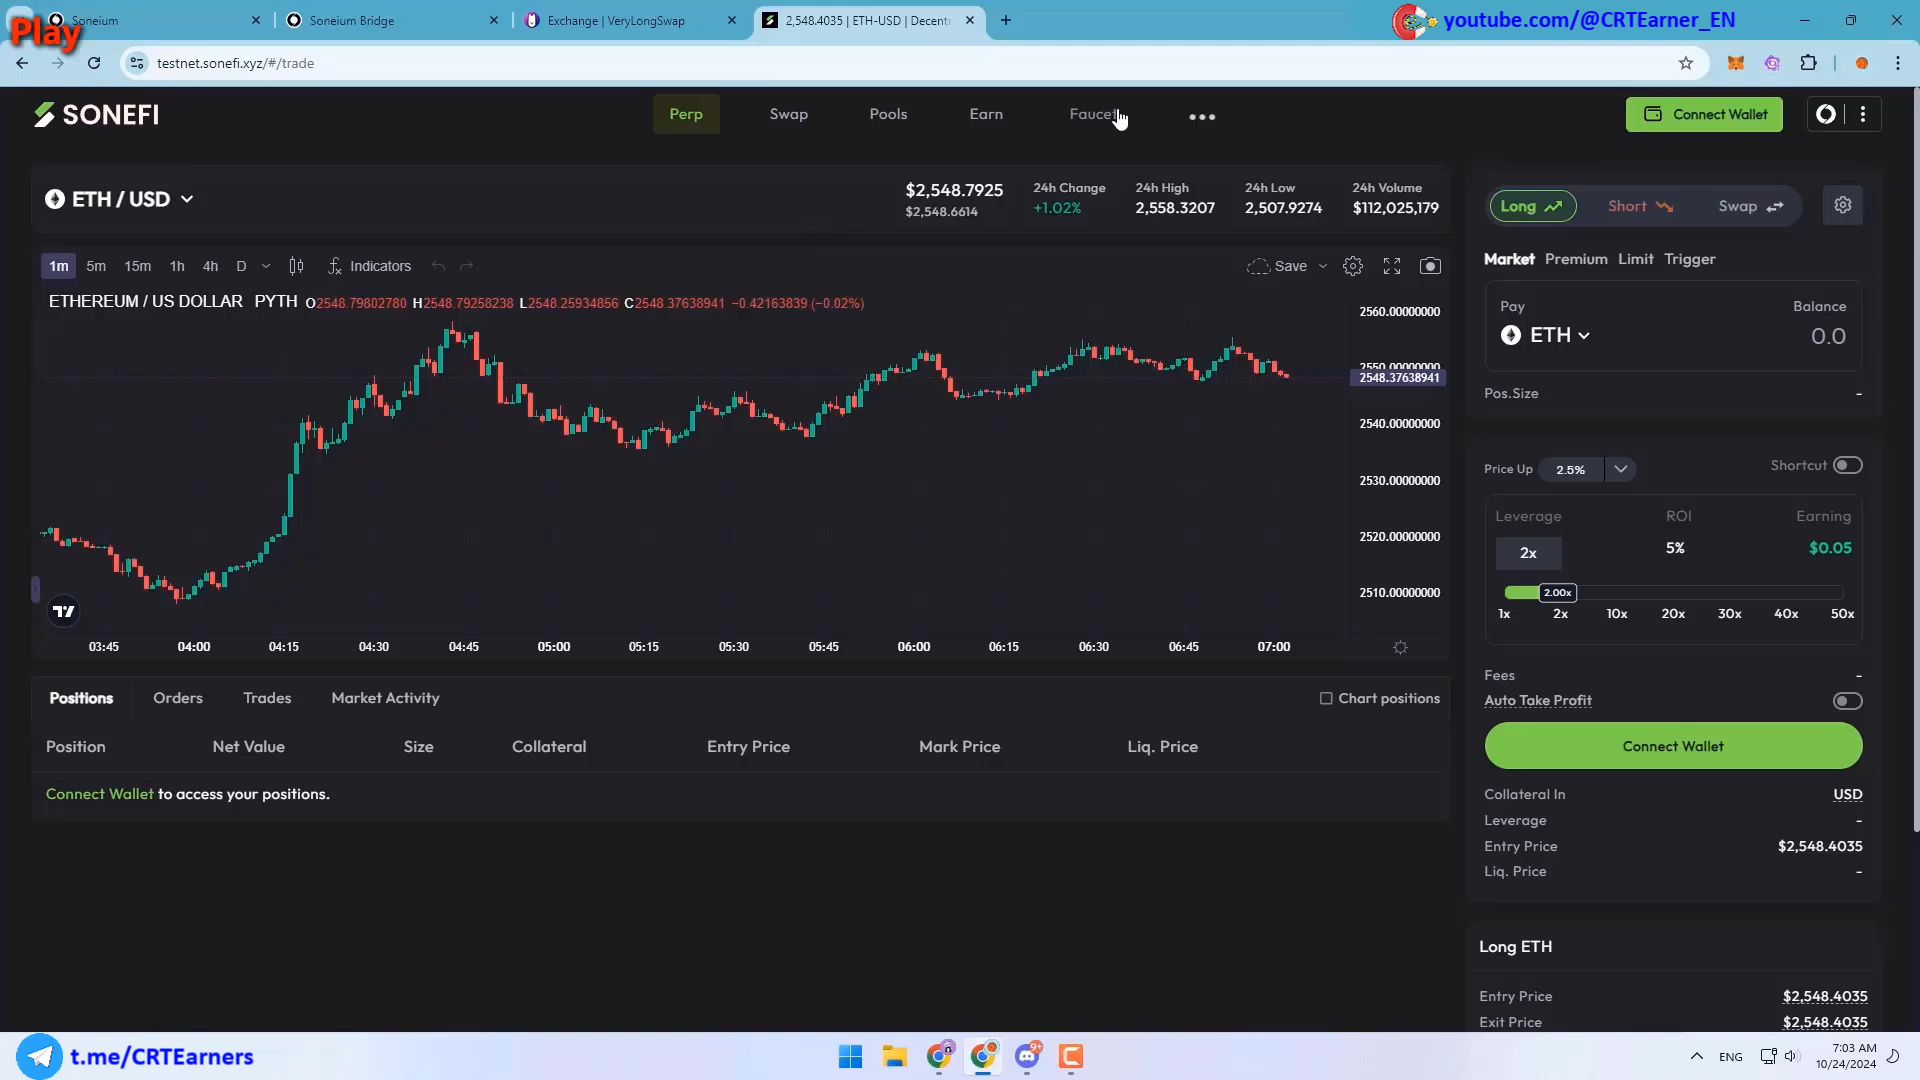 Play
Soneium
Soneium Bridge
Exchange | VeryLongSwap
2,548.4035 | ETH-USD | Decent
youtube.com/@CRTEarner_EN
testnet.sonefi.xyz/#/trade
SONEFI
Perp
Swap
Pools
Earn
Faucet
Connect Wallet
ETH / USD
$2,548.7925
$2,548.6614
24h Change
+1.02%
24h High
2,558.3207
24h Low
2,507.9274
24h Volume
$112,025,179
Long
Short
Swap
1m 5m 15m 1h 4h D Indicators
Save
Market Premium Limit Trigger
ETHEREUM / US DOLLAR PYTH O2548.79802780 H2548.79258238 L2548.25934856 C2548.37638941 −0.42163839 (−0.02%)
2560.00000000
2550.00000000
2548.37638941
2540.00000000
2530.00000000
2520.00000000
2510.00000000
Pay
Balance
ETH
0.0
Pos.Size
-
Price Up
2.5%
Shortcut
Leverage
ROI
Earning
2x
5%
$0.05
2.00x
1x 2x 10x 20x 30x 40x 50x
03:45 04:00 04:15 04:30 04:45 05:00 05:15 05:30 05:45 06:00 06:15 06:30 06:45 07:00
Fees
-
Auto Take Profit
Connect Wallet
Positions Orders Trades Market Activity
Chart positions
Position Net Value Size Collateral Entry Price Mark Price Liq. Price
Connect Wallet to access your positions.
Collateral In
USD
Leverage
-
Entry Price
$2,548.4035
Liq. Price
-
Long ETH
Entry Price
$2,548.4035
Exit Price
$2,548.4035
t.me/CRTEarners
9+
ENG
7:03 AM
10/24/2024